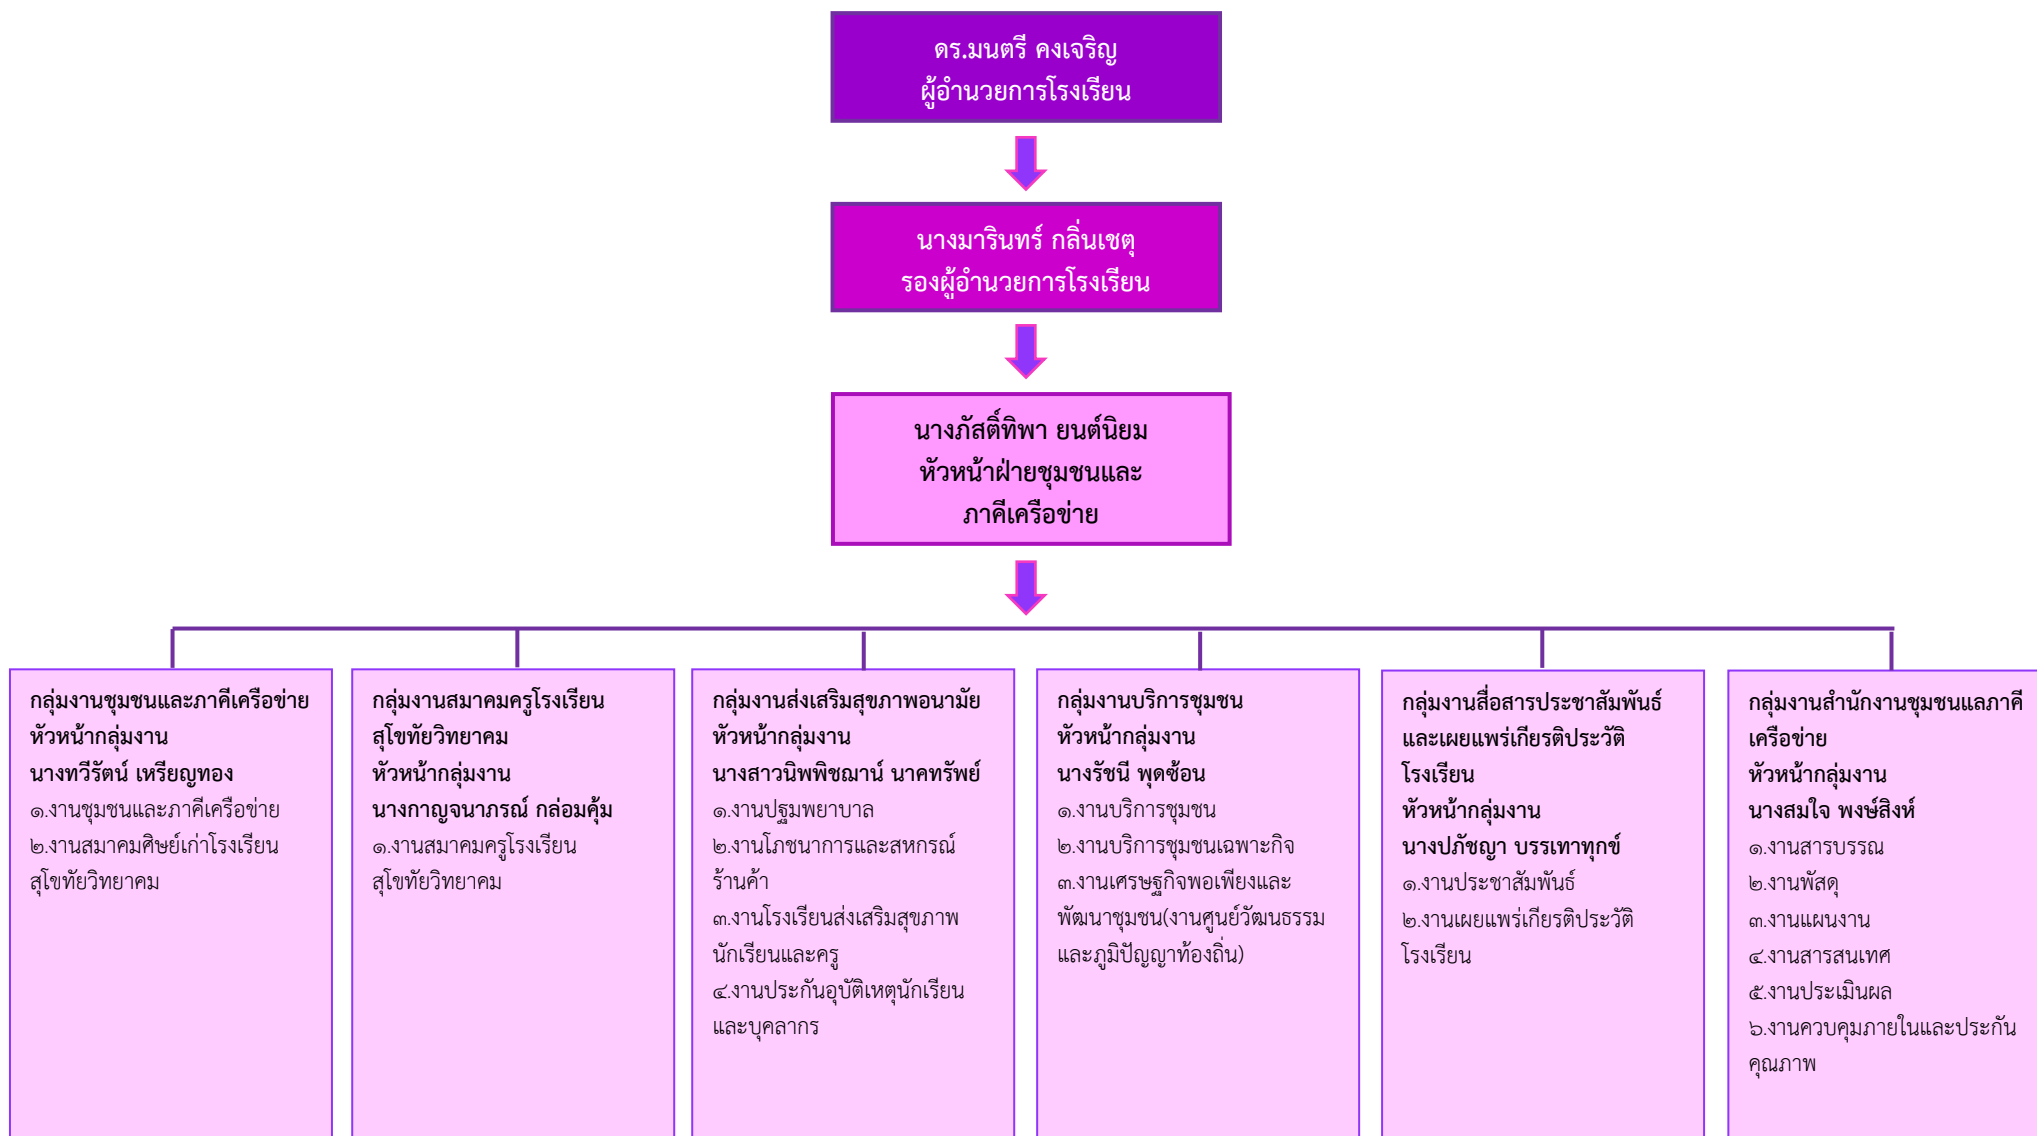 ดร.มนตรี คงเจริญ
ผู้อำนวยการโรงเรียน
นางมารินทร์ กลิ่นเชตุ
รองผู้อำนวยการโรงเรียน
นางภัสติ์ทิพา ยนต์นิยม
หัวหน้าฝ่ายชุมชนและ
ภาคีเครือข่าย
กลุ่มงานชุมชนและภาคีเครือข่าย
หัวหน้ากลุ่มงาน
นางทวีรัตน์ เหรียญทอง
๑.งานชุมชนและภาคีเครือข่าย
๒.งานสมาคมศิษย์เก่าโรงเรียน
สุโขทัยวิทยาคม
กลุ่มงานสมาคมครูโรงเรียน
สุโขทัยวิทยาคม
หัวหน้ากลุ่มงาน
นางกาญจนาภรณ์ กล่อมคุ้ม
๑.งานสมาคมครูโรงเรียน
สุโขทัยวิทยาคม
กลุ่มงานส่งเสริมสุขภาพอนามัย
หัวหน้ากลุ่มงาน
นางสาวนิพพิชฌาน์ นาคทรัพย์
๑.งานปฐมพยาบาล
๒.งานโภชนาการและสหกรณ์
ร้านค้า
๓.งานโรงเรียนส่งเสริมสุขภาพ
นักเรียนและครู
๔.งานประกันอุบัติเหตุนักเรียน
และบุคลากร
กลุ่มงานบริการชุมชน
หัวหน้ากลุ่มงาน
นางรัชนี พุดซ้อน
๑.งานบริการชุมชน
๒.งานบริการชุมชนเฉพาะกิจ
๓.งานเศรษฐกิจพอเพียงและ
พัฒนาชุมชน(งานศูนย์วัฒนธรรม
และภูมิปัญญาท้องถิ่น)
กลุ่มงานสื่อสารประชาสัมพันธ์
และเผยแพร่เกียรติประวัติ
โรงเรียน
หัวหน้ากลุ่มงาน
นางปภัชญา บรรเทาทุกข์
๑.งานประชาสัมพันธ์
๒.งานเผยแพร่เกียรติประวัติ
โรงเรียน
กลุ่มงานสำนักงานชุมชนแลภาคี
เครือข่าย
หัวหน้ากลุ่มงาน
นางสมใจ พงษ์สิงห์
๑.งานสารบรรณ
๒.งานพัสดุ
๓.งานแผนงาน
๔.งานสารสนเทศ
๕.งานประเมินผล
๖.งานควบคุมภายในและประกัน
คุณภาพ